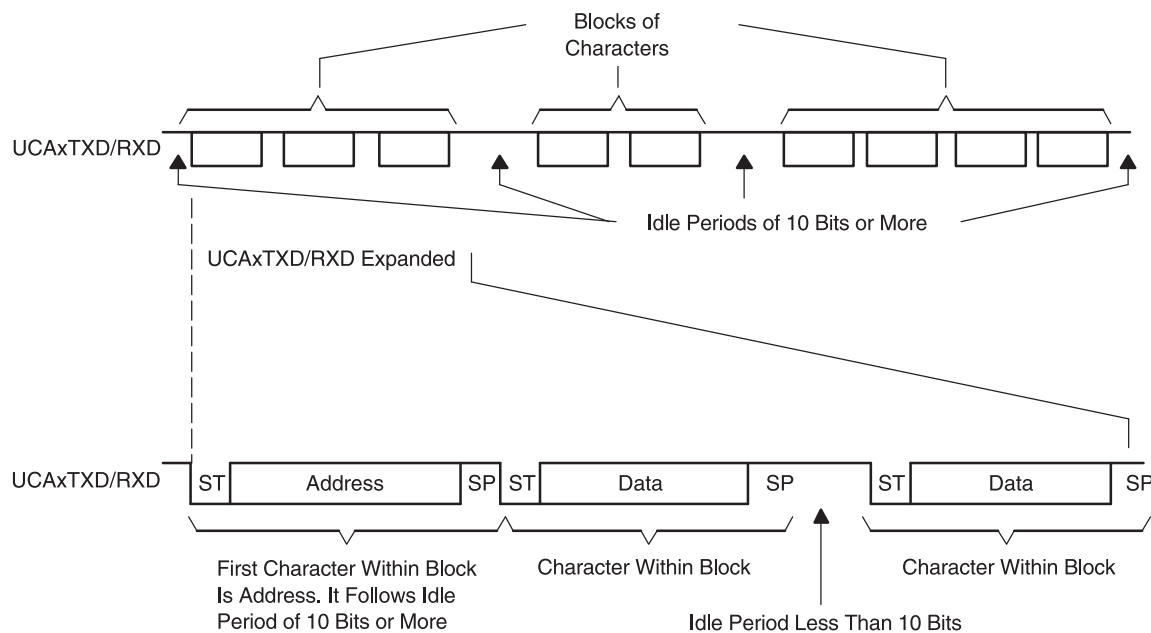 Blocks of
Characters
UCAxTXD/RXD
Idle Periods of 10 Bits or More
UCAxTXD/RXD Expanded
UCAxTXD/RXD
ST
Address
SP
ST
Data
SP
ST
Data
SP
First Character Within Block
Is Address. It Follows Idle
Period of 10 Bits or More
Character Within Block
Character Within Block
Idle Period Less Than 10 Bits